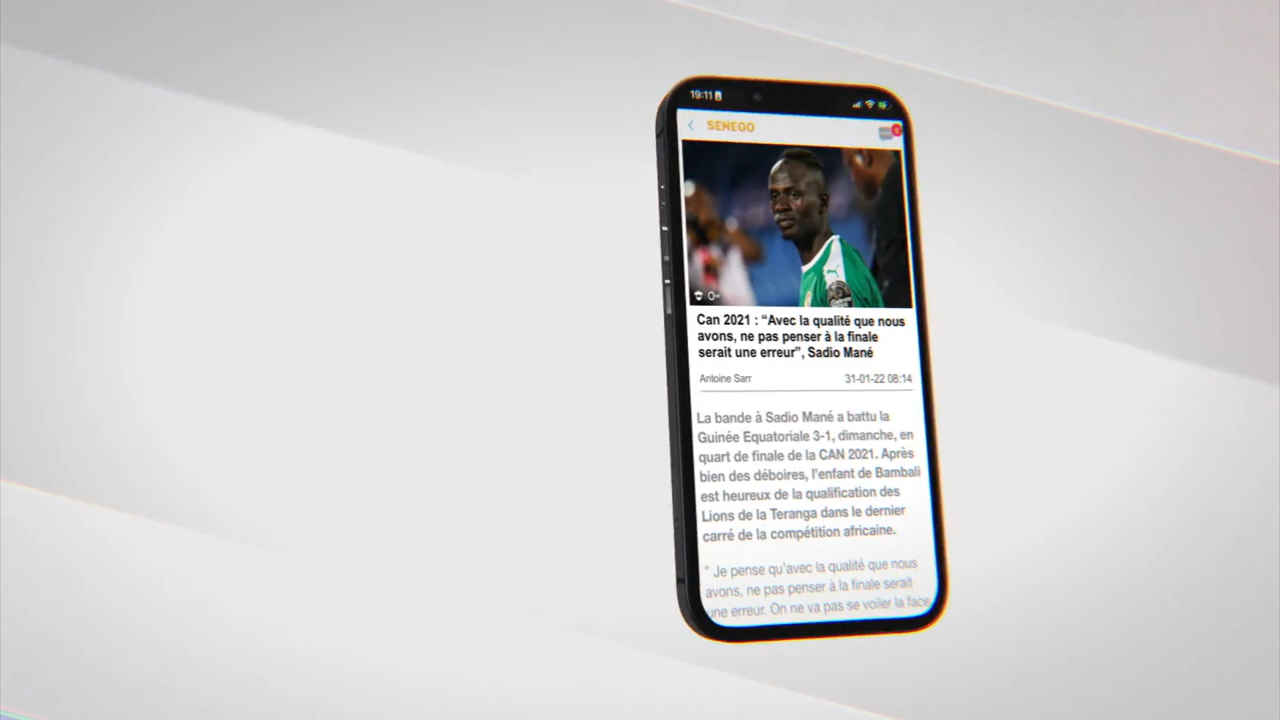 19:11
SENEGO
Can 2021 : “Avec la qualité que nous
avons, ne pas penser à la finale
serait une erreur”, Sadio Mané
Antoine Sarr 31-01-22 08:14
La bande à Sadio Mané a battu la
Guinée Equatoriale 3-1, dimanche, en
quart de finale de la CAN 2021. Après
bien des déboires, l'enfant de Bambali
est heureux de la qualification des
Lions de la Teranga dans le dernier
carré de la compétition africaine.
" Je pense qu'avec la qualité que nous
avons, ne pas penser à la finale serait
une erreur. On ne va pas se voiler la face